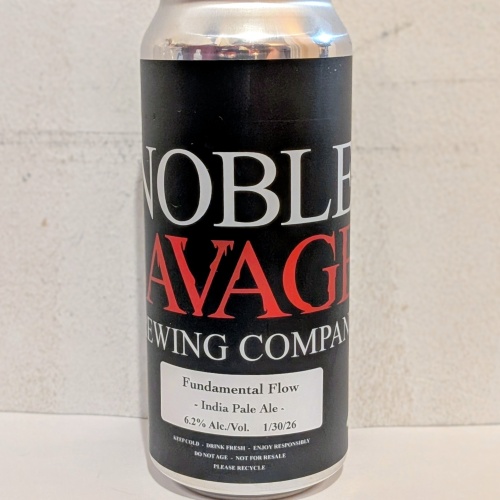 NOBLE
AVAGE
EWING COMPAN
Fundamental Flow
- India Pale Ale -
6.2% Alc./Vol. 1/30/26
KEEP COLD - DRINK FRESH - ENJOY RESPONSIBLY
DO NOT AGE - NOT FOR RESALE
PLEASE RECYCLE